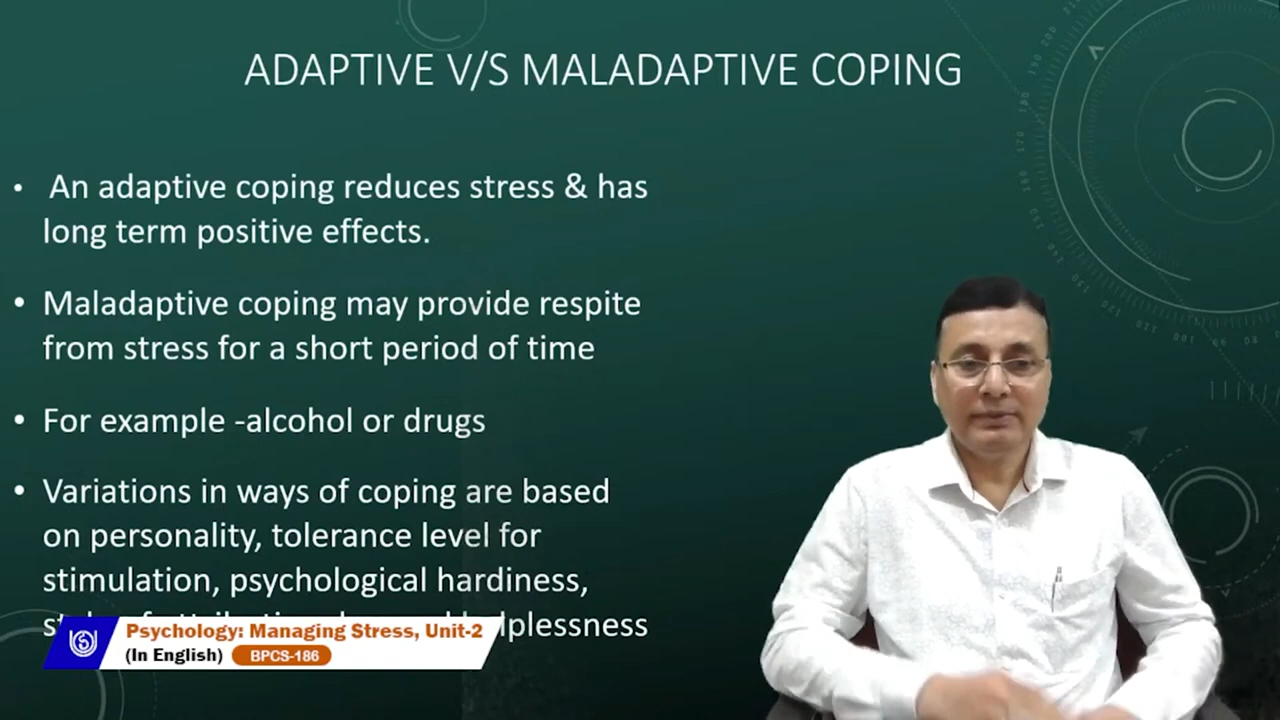 ADAPTIVE V/S MALADAPTIVE COPING
• An adaptive coping reduces stress & has
long term positive effects.
• Maladaptive coping may provide respite
from stress for a short period of time
• For example -alcohol or drugs
• Variations in ways of coping are based
on personality, tolerance level for
stimulation, psychological hardiness,
Psychology: Managing Stress, Unit-2
(In English) BPCS-186